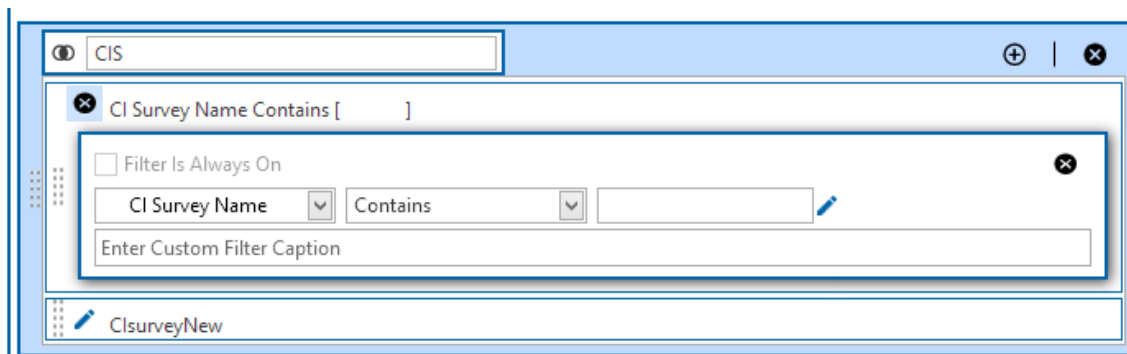 CIS
CI Survey Name Contains [ ]
Filter Is Always On
CI Survey Name Contains
Enter Custom Filter Caption
CIsurveyNew